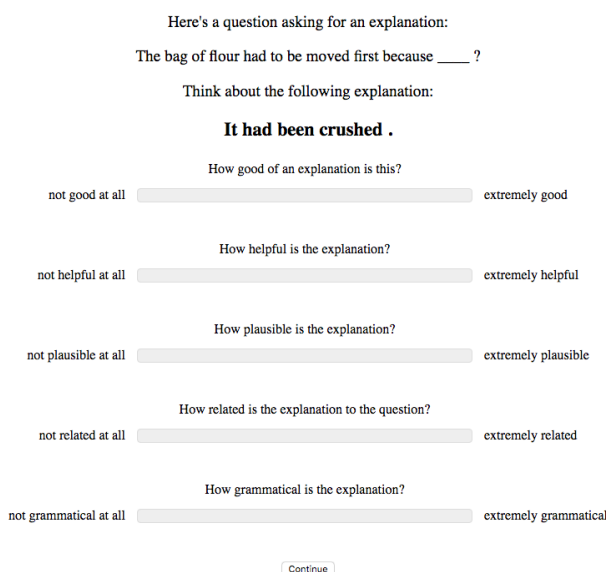 Here's a question asking for an explanation:
The bag of flour had to be moved first because ____ ?
Think about the following explanation:
It had been crushed .
How good of an explanation is this?
not good at all extremely good
How helpful is the explanation?
not helpful at all extremely helpful
How plausible is the explanation?
not plausible at all extremely plausible
How related is the explanation to the question?
not related at all extremely related
How grammatical is the explanation?
not grammatical at all extremely grammatical
Continue